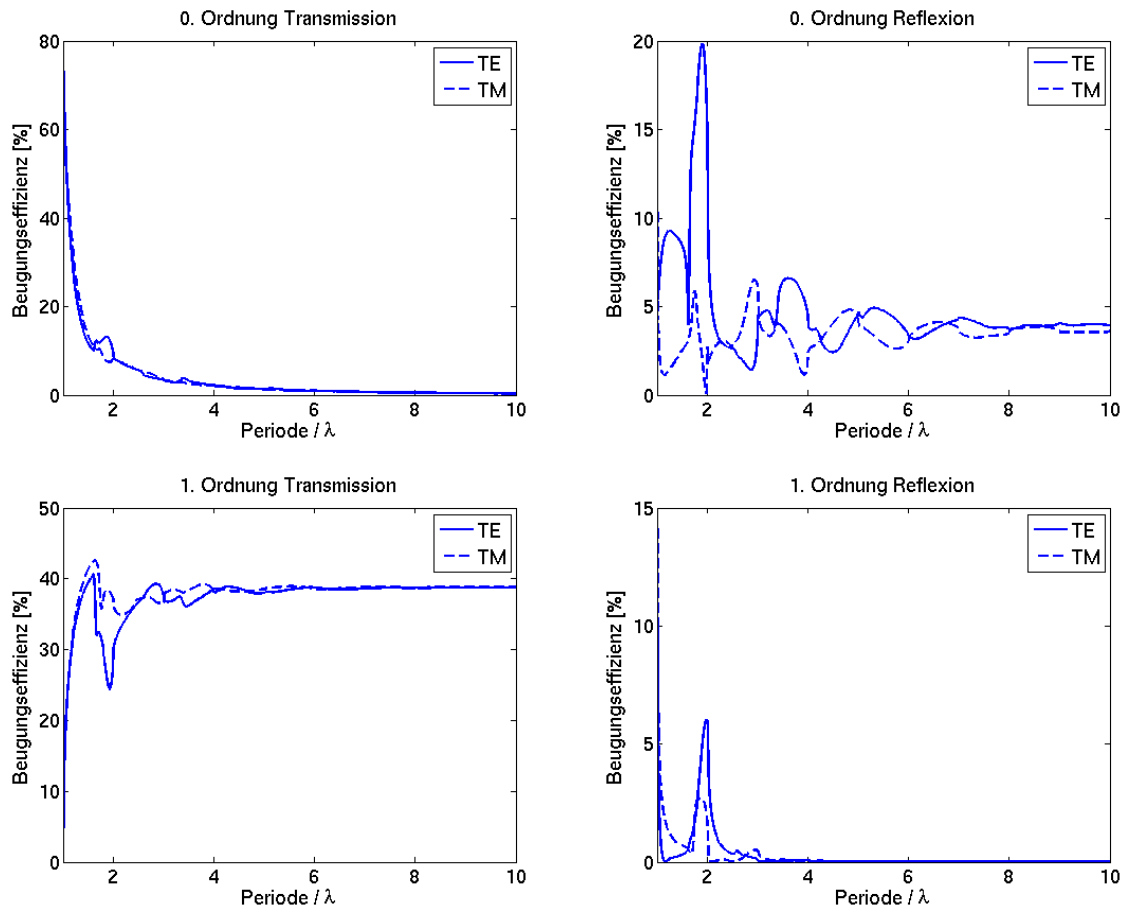 0. Ordnung Transmission
80
60
40
20
0
Beugungseffizienz [%]
TE
TM
2 4 6 8 10
Periode / λ
0. Ordnung Reflexion
20
15
10
5
0
Beugungseffizienz [%]
TE
TM
2 4 6 8 10
Periode / λ
1. Ordnung Transmission
50
40
30
20
10
0
Beugungseffizienz [%]
TE
TM
2 4 6 8 10
Periode / λ
1. Ordnung Reflexion
15
10
5
0
Beugungseffizienz [%]
TE
TM
2 4 6 8 10
Periode / λ